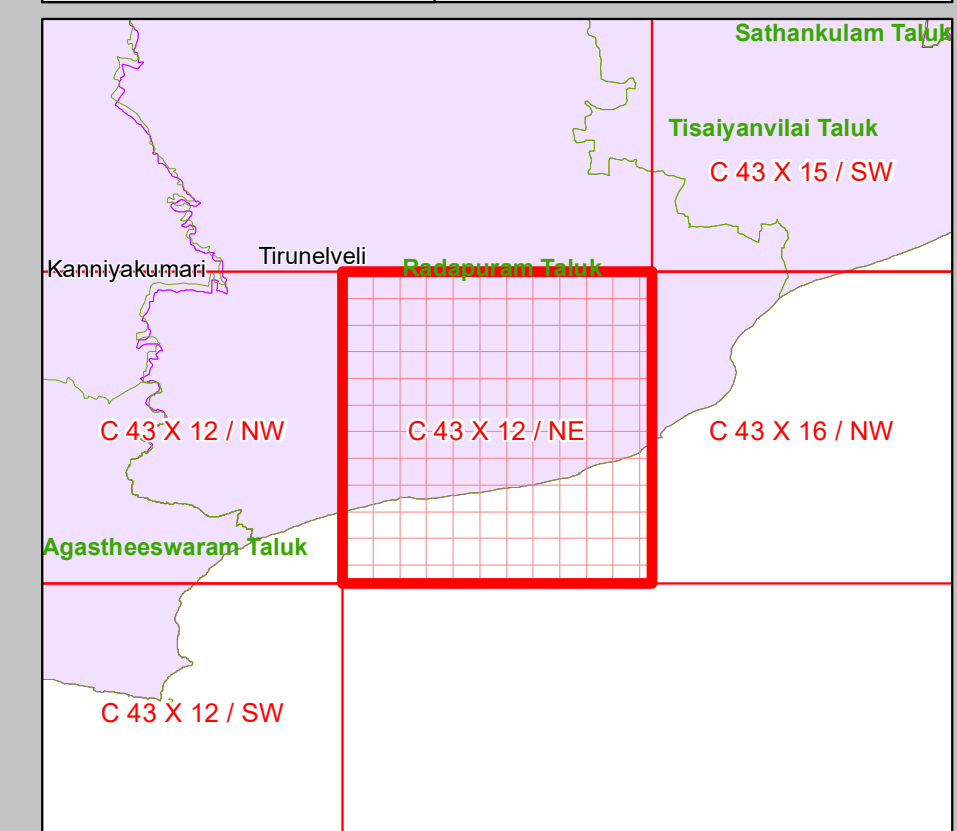 Sathankulam Taluk
Tisaiyanvilai Taluk
C 43 X 15 / SW
Tirunelveli
Kanniyakumari
Radapuram Taluk
C 43 X 12 / NW
C 43 X 12 / NE
C 43 X 16 / NW
Agastheeswaram Taluk
C 43 X 12 / SW